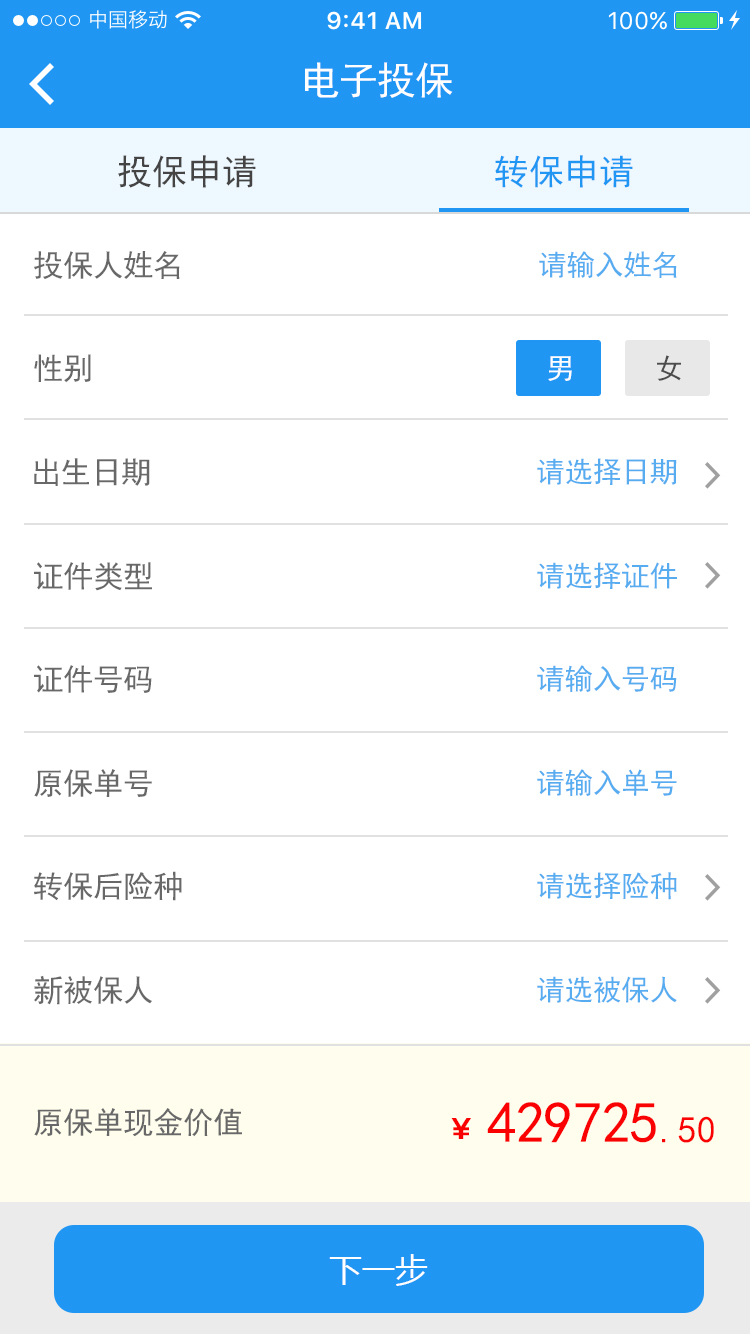 中国移动 9:41 AM 100%
电子投保
投保申请 转保申请
投保人姓名 请输入姓名
性别 男 女
出生日期 请选择日期
证件类型 请选择证件
证件号码 请输入号码
原保单号 请输入单号
转保后险种 请选择险种
新被保人 请选被保人
原保单现金价值 ¥ 429725.50
下一步